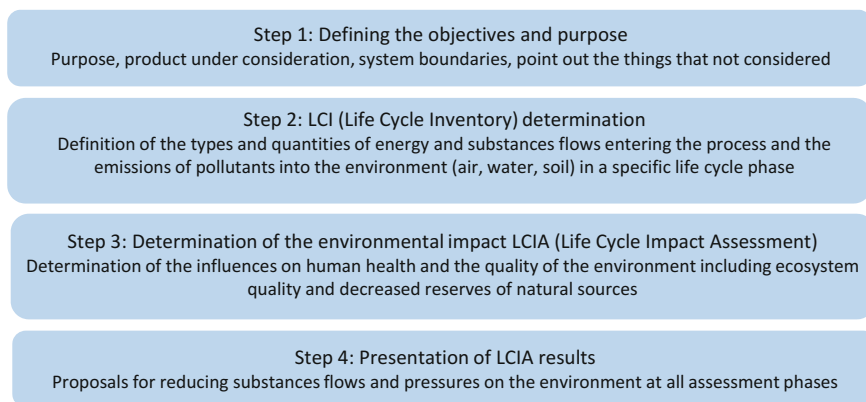 Step 1: Defining the objectives and purpose
Purpose, product under consideration, system boundaries, point out the things that not considered
Step 2: LCI (Life Cycle Inventory) determination
Definition of the types and quantities of energy and substances flows entering the process and the
emissions of pollutants into the environment (air, water, soil) in a specific life cycle phase
Step 3: Determination of the environmental impact LCIA (Life Cycle Impact Assessment)
Determination of the influences on human health and the quality of the environment including ecosystem
quality and decreased reserves of natural sources
Step 4: Presentation of LCIA results
Proposals for reducing substances flows and pressures on the environment at all assessment phases